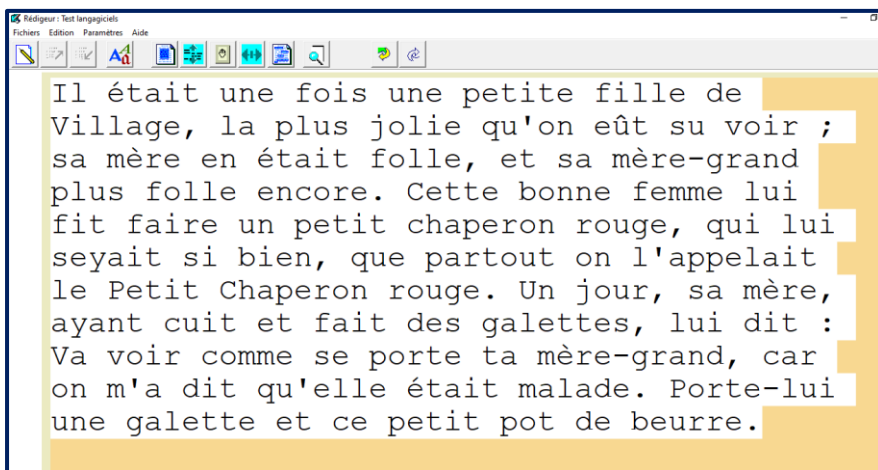 Rédigeur : Test langagiciels
Fichiers Edition Paramètres Aide
Il était une fois une petite fille de
Village, la plus jolie qu'on eût su voir ;
sa mère en était folle, et sa mère-grand
plus folle encore. Cette bonne femme lui
fit faire un petit chaperon rouge, qui lui
seyait si bien, que partout on l'appelait
le Petit Chaperon rouge. Un jour, sa mère,
ayant cuit et fait des galettes, lui dit :
Va voir comme se porte ta mère-grand, car
on m'a dit qu'elle était malade. Porte-lui
une galette et ce petit pot de beurre.